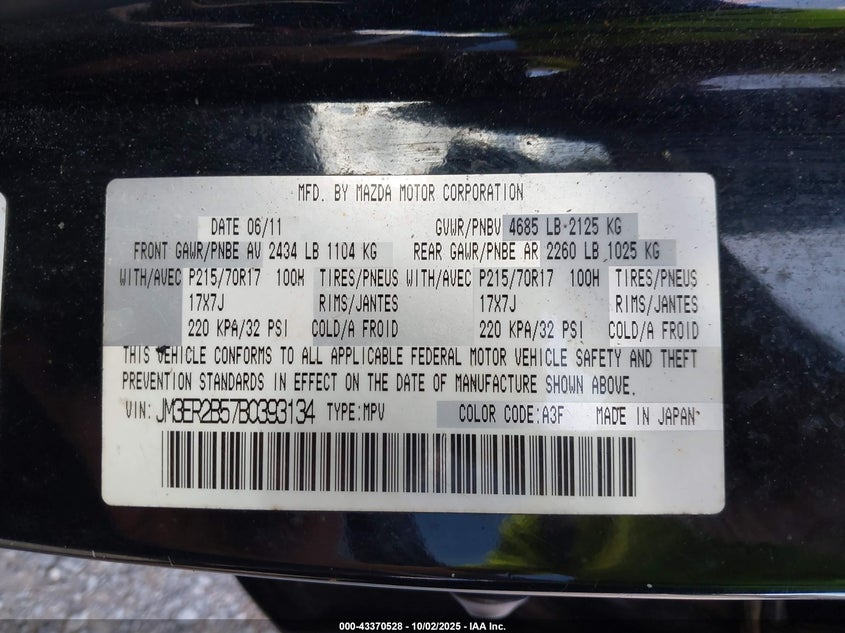 MFD. BY MAZDA MOTOR CORPORATION
DATE 06/11 GVWR/PNBV 4685 LB 2125 KG
FRONT GAWR/PNBE AV 2434 LB 1104 KG REAR GAWR/PNBE AR 2260 LB 1025 KG
WITH/AVEC P215/70R17 100H TIRES/PNEUS WITH/AVEC P215/70R17 100H TIRES/PNEUS
17X7J RIMS/JANTES 17X7J RIMS/JANTES
220 KPA/32 PSI COLD/A FROID 220 KPA/32 PSI COLD/A FROID
THIS VEHICLE CONFORMS TO ALL APPLICABLE FEDERAL MOTOR VEHICLE SAFETY AND THEFT
PREVENTION STANDARDS IN EFFECT ON THE DATE OF MANUFACTURE SHOWN ABOVE.
VIN: JM3ER2B57B0393134 TYPE:MPV COLOR CODE:A3F MADE IN JAPAN
000-43370528 - 10/02/2025 - IAA Inc.